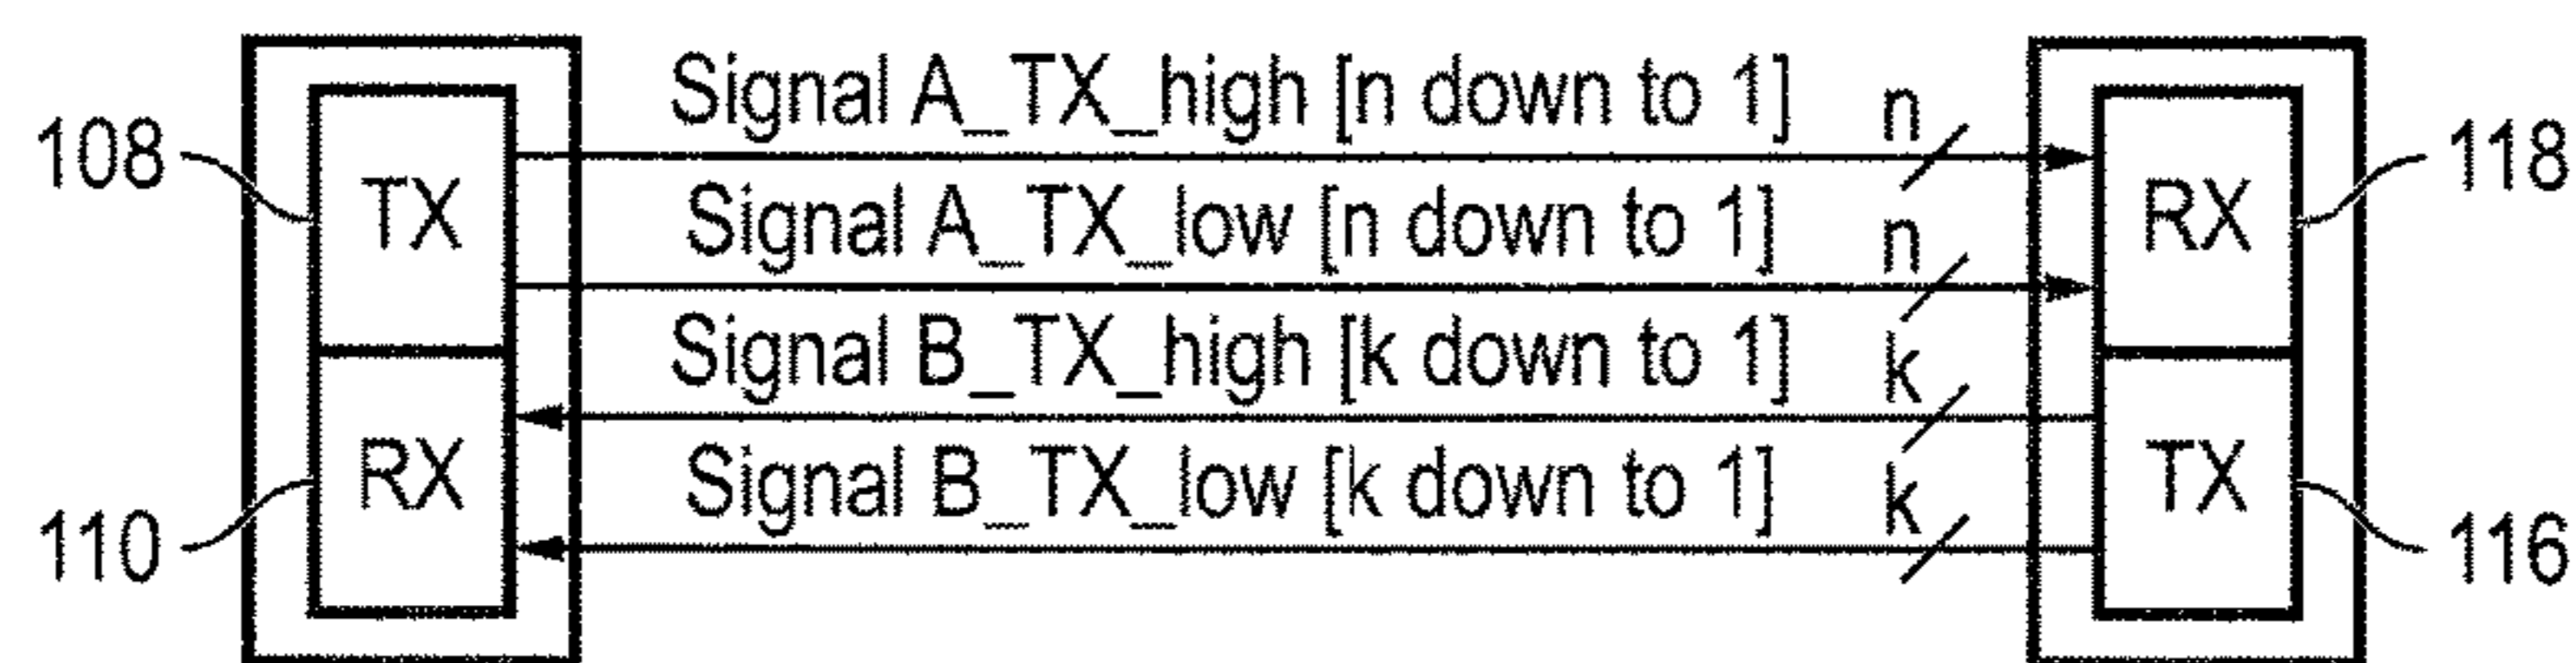 Signal A_TX_high [n down to 1] n
108 TX RX 118
Signal A_TX_low [n down to 1] n
Signal B_TX_high [k down to 1] k
110 RX TX 116
Signal B_TX_low [k down to 1] k